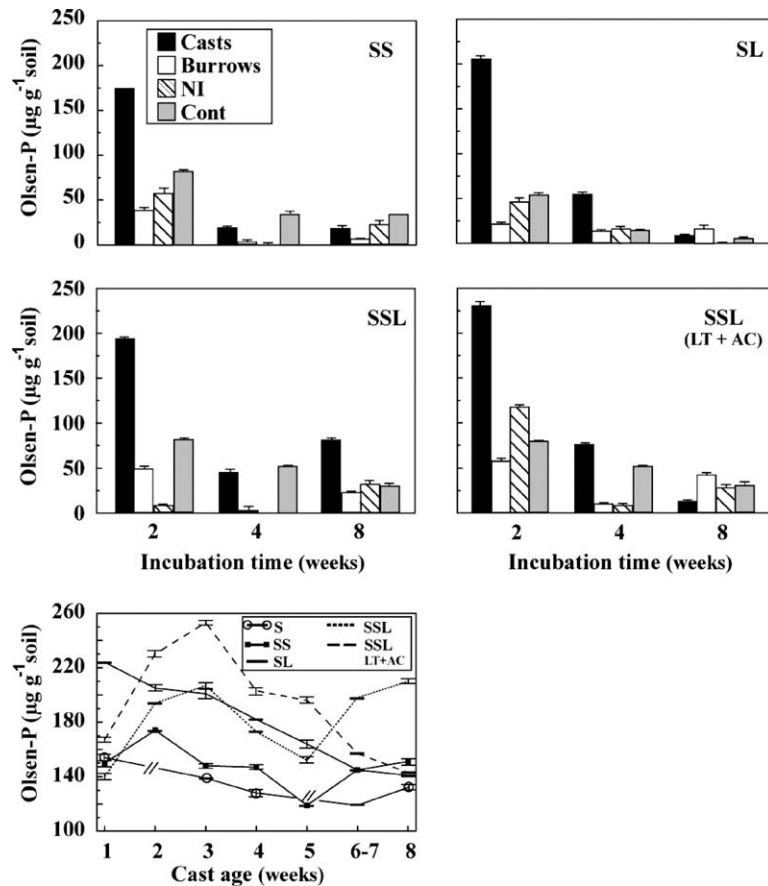 Olsen-P (µg g⁻¹ soil)
250
200
150
100
50
0
Casts
Burrows
NI
Cont
SS
SL
Olsen-P (µg g⁻¹ soil)
250
200
150
100
50
0
SSL
SSL
(LT + AC)
2 4 8
2 4 8
Incubation time (weeks)
Incubation time (weeks)
Olsen-P (µg g⁻¹ soil)
260
220
180
140
100
S SSL
SS SSL
SL LT+AC
1 2 3 4 5 6-7 8
Cast age (weeks)